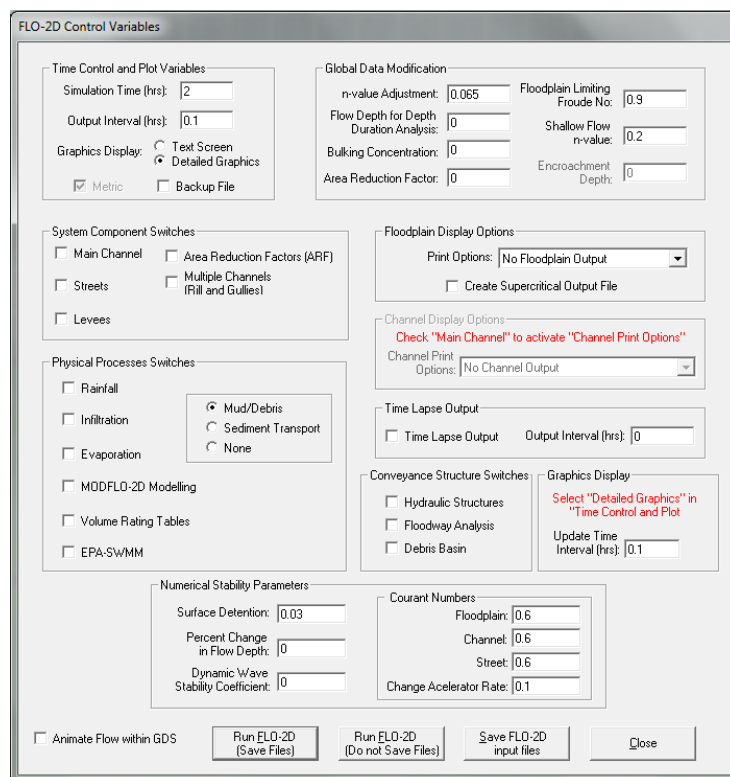 FLO-2D Control Variables
Time Control and Plot Variables
Simulation Time (hrs): 2
Output Interval (hrs): 0.1
Graphics Display: Text Screen
Detailed Graphics
Metric Backup File
Global Data Modification
n-value Adjustment: 0.065
Flow Depth for Depth
Duration Analysis: 0
Bulking Concentration: 0
Area Reduction Factor: 0
Floodplain Limiting
Froude No: 0.9
Shallow Flow
n-value: 0.2
Encroachment
Depth: 0
System Component Switches
Main Channel
Streets
Levees
Area Reduction Factors (ARF)
Multiple Channels
(Rill and Gullies)
Floodplain Display Options
Print Options: No Floodplain Output
Create Supercritical Output File
Channel Display Options
Check "Main Channel" to activate "Channel Print Options"
Channel Print
Options: No Channel Output
Physical Processes Switches
Rainfall
Infiltration
Evaporation
MODFLO-2D Modelling
Volume Rating Tables
EPA-SWMM
Mud/Debris
Sediment Transport
None
Time Lapse Output
Time Lapse Output Output Interval (hrs): 0
Conveyance Structure Switches
Hydraulic Structures
Floodway Analysis
Debris Basin
Graphics Display
Select "Detailed Graphics" in
"Time Control and Plot
Update Time
Interval (hrs): 0.1
Numerical Stability Parameters
Surface Detention: 0.03
Percent Change
in Flow Depth: 0
Dynamic Wave
Stability Coefficient: 0
Courant Numbers
Floodplain: 0.6
Channel: 0.6
Street: 0.6
Change Acelerator Rate: 0.1
Animate Flow within GDS
Run FLO-2D
(Save Files)
Run FLO-2D
(Do not Save Files)
Save FLO-2D
input files
Close